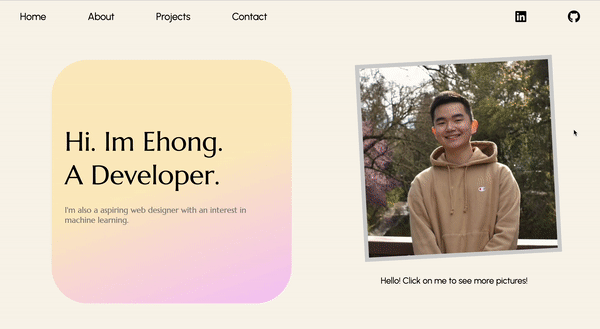 Home About Projects Contact
Hi. Im Ehong.
A Developer.
I'm also a aspiring web designer with an interest in
machine learning.
Hello! Click on me to see more pictures!